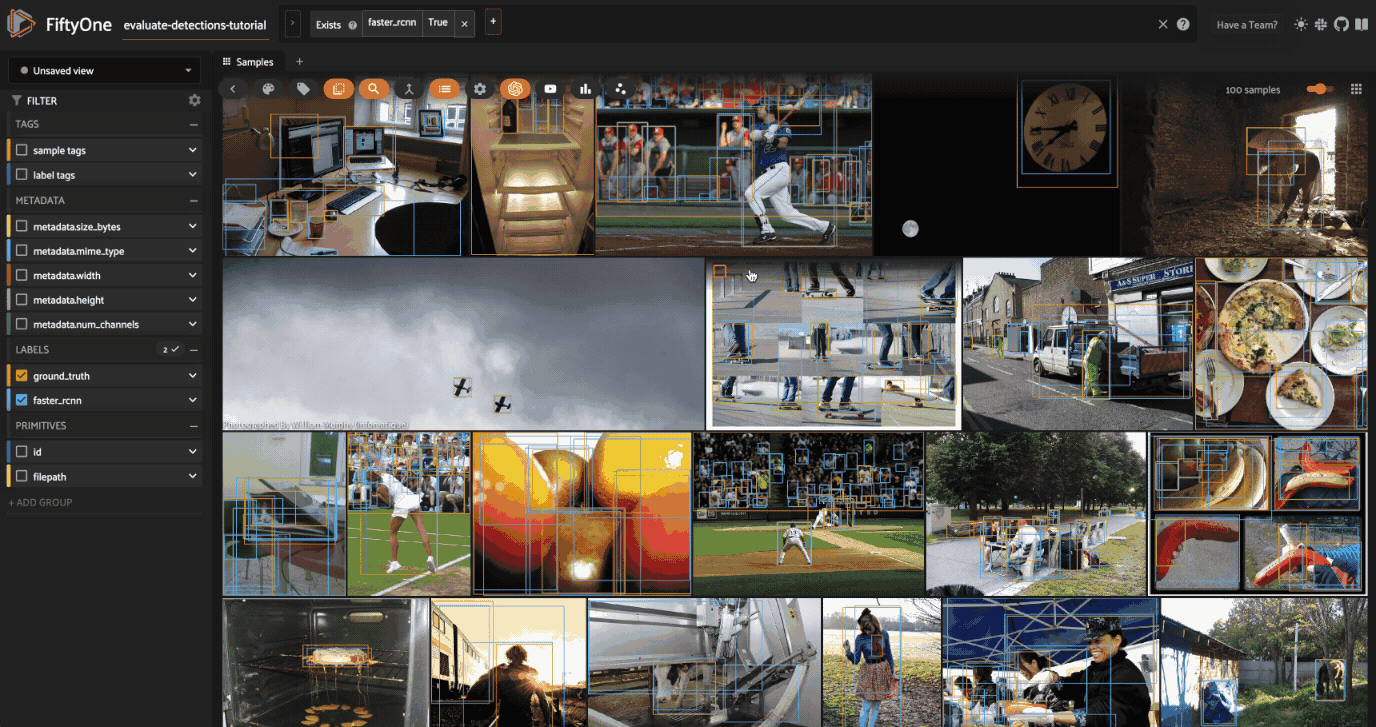 FiftyOne
evaluate-detections-tutorial
Exists
faster_rcnn
True
Have a Team?
Unsaved view
Samples
FILTER
100 samples
TAGS
sample tags
label tags
METADATA
metadata.size_bytes
metadata.mime_type
metadata.width
metadata.height
metadata.num_channels
LABELS
2
ground_truth
faster_rcnn
PRIMITIVES
id
filepath
+ ADD GROUP
A&S SUPER STORE
Photographed By William Murphy (Infomatique)